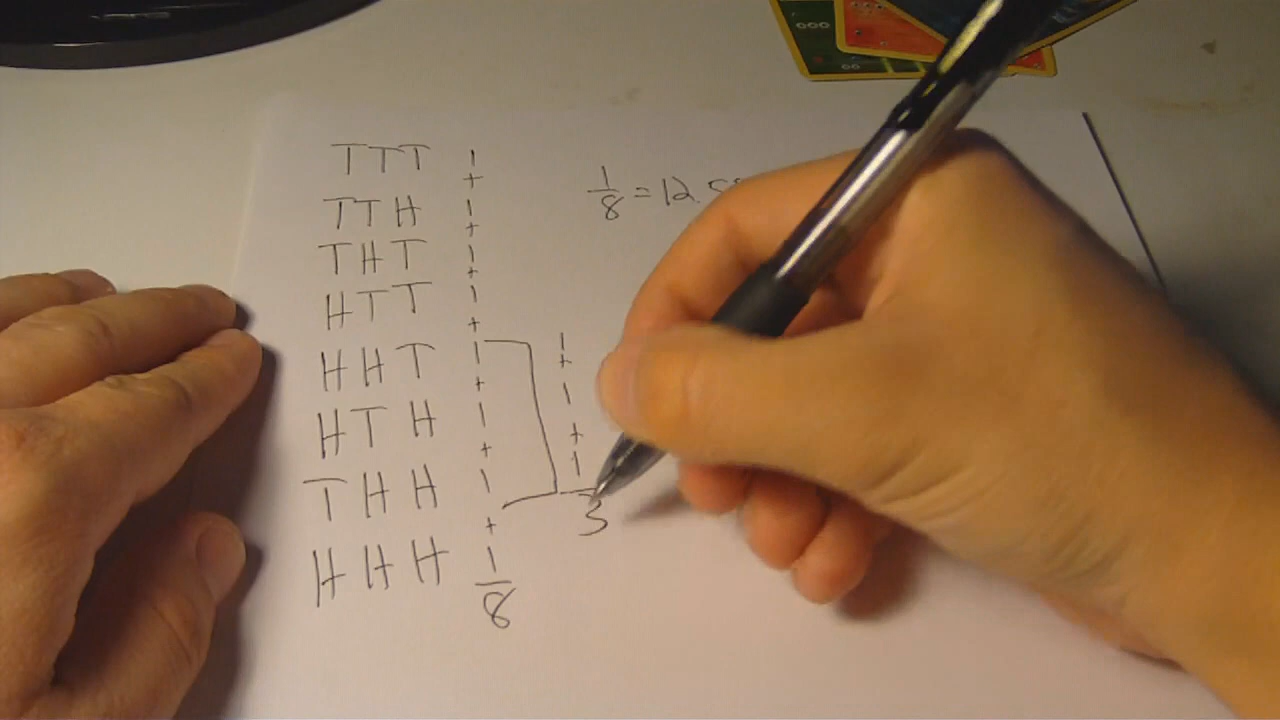 TTT 1
+
TTH 1
+
THT 1
+
HTT 1
+
HHT 1 1
+ +
HTH 1 1
+ +
THH 1 1
+ 3
HHH 1
8
1/8 = 12.5